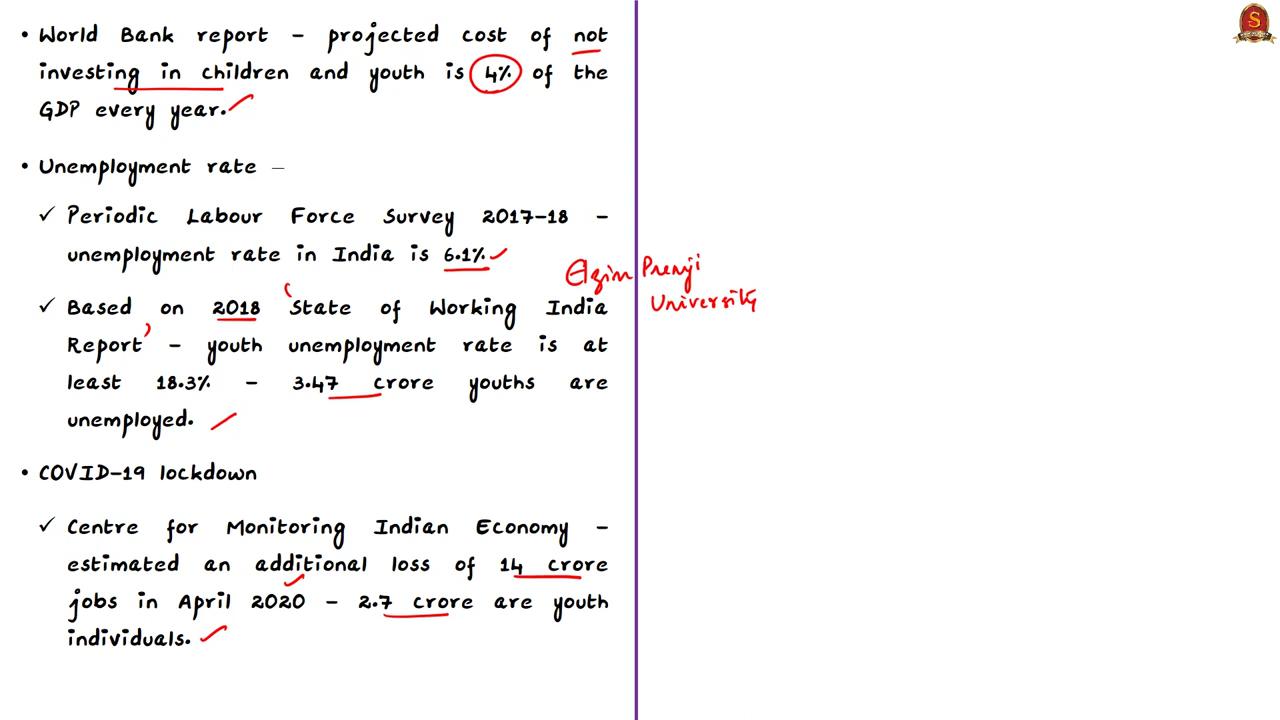 • World Bank report – projected cost of not
investing in children and youth is 4% of the
GDP every year.
• Unemployment rate –
✓ Periodic Labour Force Survey 2017-18 –
unemployment rate in India is 6.1%
✓ Based on 2018 'State of Working India
Report' – youth unemployment rate is at
least 18.3% – 3.47 crore youths are
unemployed.
• COVID-19 lockdown
✓ Centre for Monitoring Indian Economy –
estimated an additional loss of 14 crore
jobs in April 2020 – 2.7 crore are youth
individuals.
Azim Premji
University
S